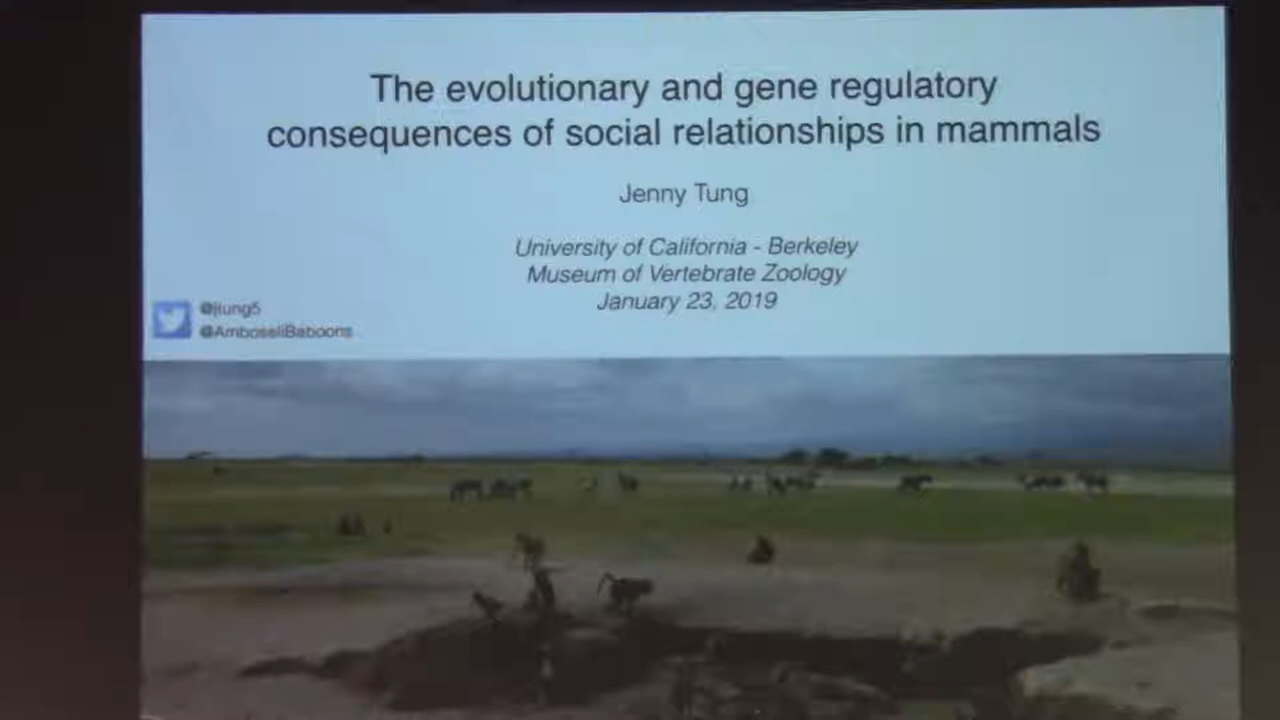 The evolutionary and gene regulatory
consequences of social relationships in mammals
Jenny Tung
University of California - Berkeley
Museum of Vertebrate Zoology
January 23, 2019
@jtung5
@AmboseliBaboons